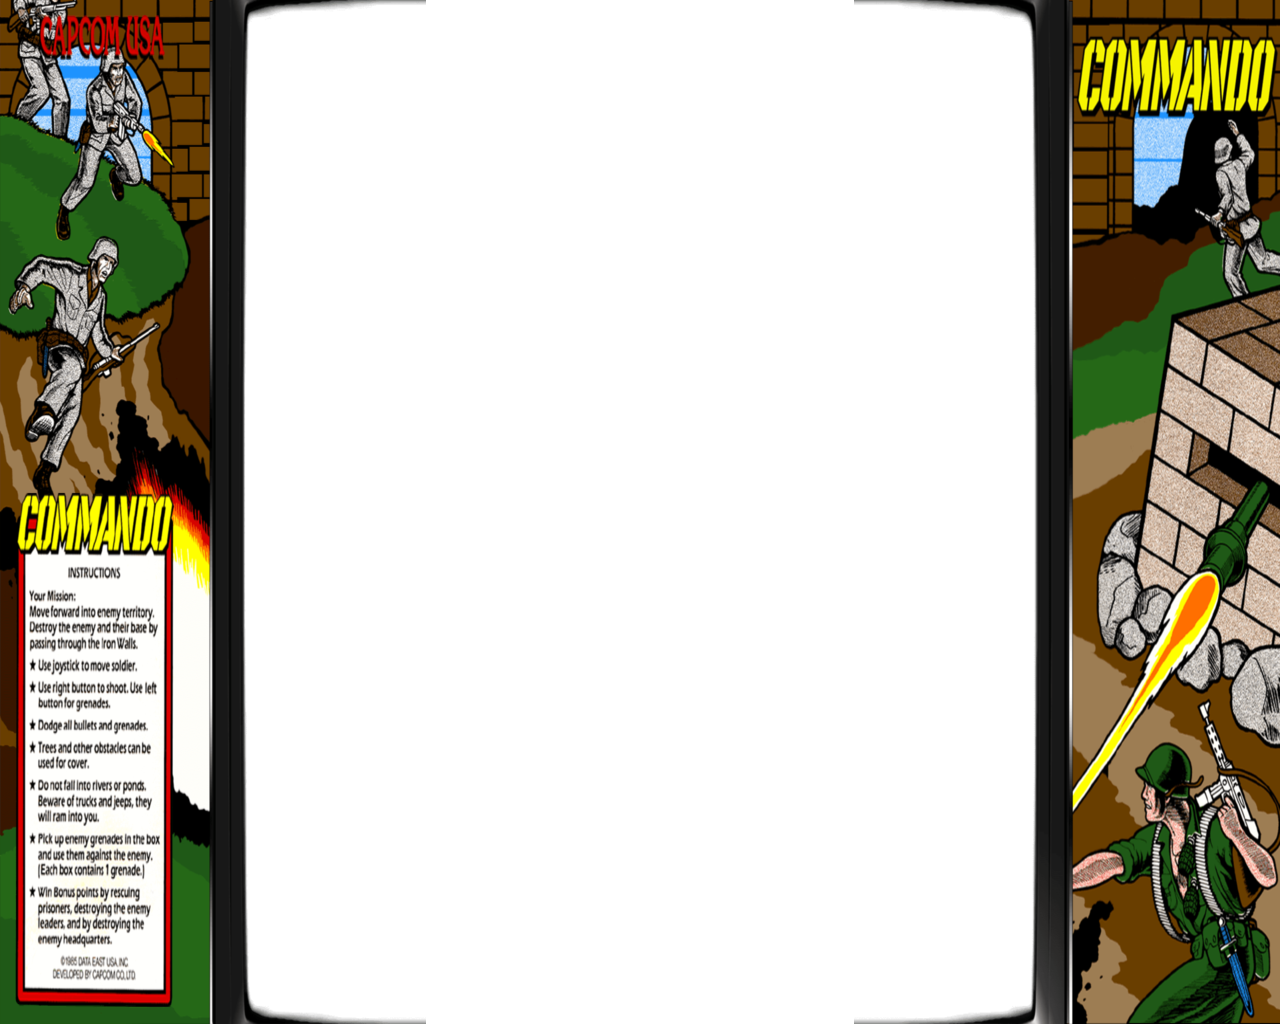 CAPCOM USA
COMMANDO
COMMANDO
INSTRUCTIONS
Your Mission:
Move forward into enemy territory.
Destroy the enemy and their base by
passing through the Iron Walls.
★ Use joystick to move soldier.
★ Use right button to shoot. Use left
button for grenades.
★ Dodge all bullets and grenades.
★ Trees and other obstacles can be
used for cover.
★ Do not fall into rivers or ponds.
Beware of trucks and jeeps, they
will ram into you.
★ Pick up enemy grenades in the box
and use them against the enemy.
(Each box contains 1 grenade.)
★ Win Bonus points by rescuing
prisoners, destroying the enemy
leaders, and by destroying the
enemy headquarters.
©1985 DATA EAST USA, INC.
DEVELOPED BY CAPCOM CO., LTD.